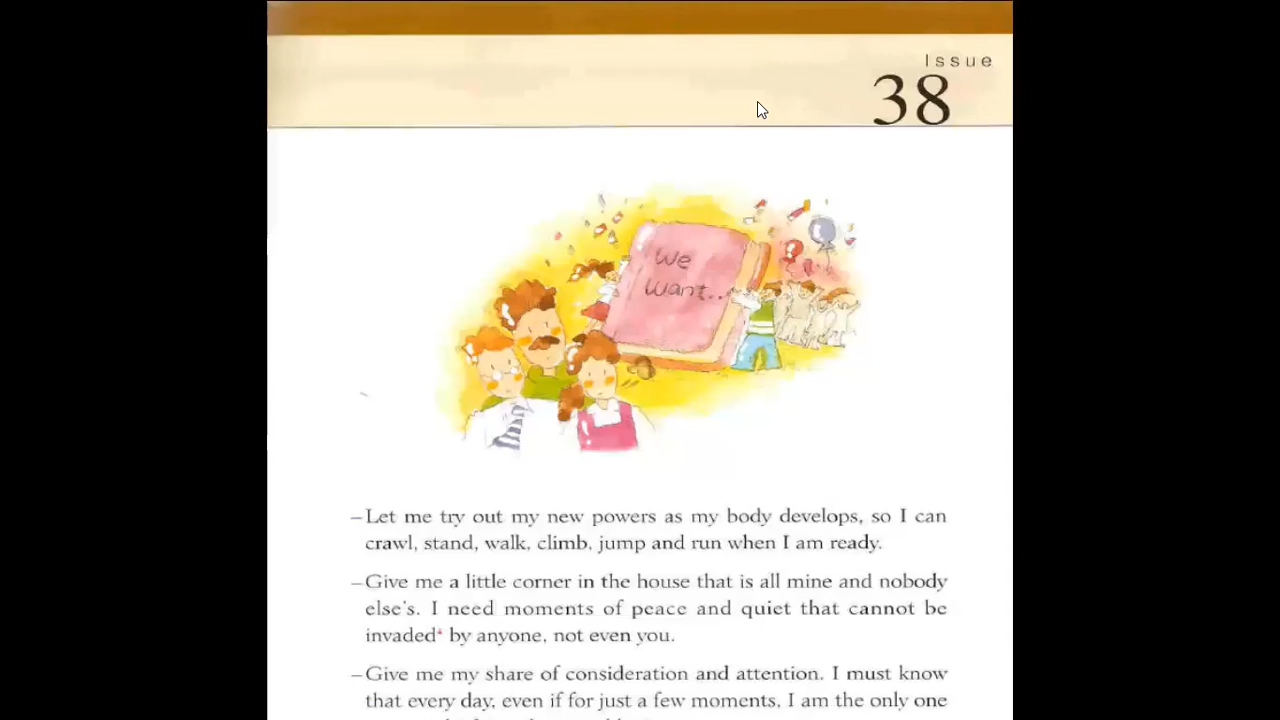 Issue
38
We
Want..
– Let me try out my new powers as my body develops, so I can
crawl, stand, walk, climb, jump and run when I am ready.
– Give me a little corner in the house that is all mine and nobody
else's. I need moments of peace and quiet that cannot be
invaded* by anyone, not even you.
– Give me my share of consideration and attention. I must know
that every day, even if for just a few moments, I am the only one